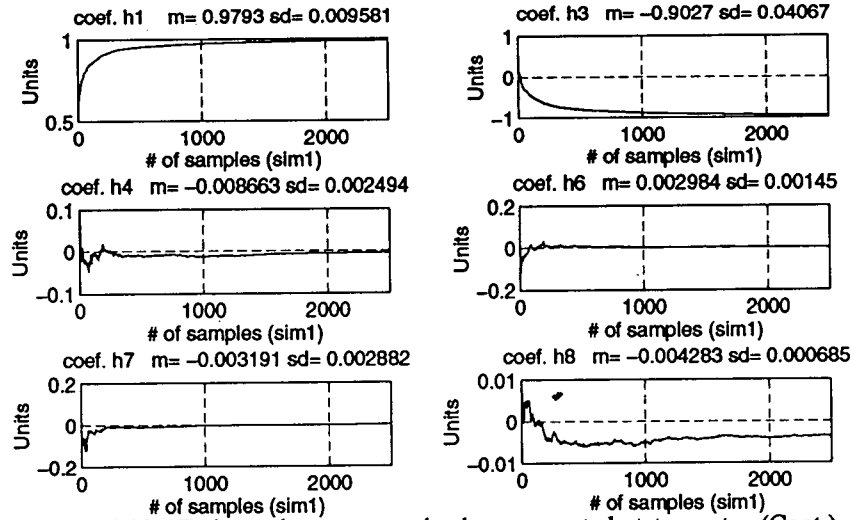 coef. h1 m= 0.9793 sd= 0.009581
1
0.5
Units
0 1000 2000
# of samples (sim1)
coef. h3 m= −0.9027 sd= 0.04067
1
0
−1
Units
0 1000 2000
# of samples (sim1)
coef. h4 m= −0.008663 sd= 0.002494
0.1
0
−0.1
Units
0 1000 2000
# of samples (sim1)
coef. h6 m= 0.002984 sd= 0.00145
0.2
0
−0.2
Units
0 1000 2000
# of samples (sim1)
coef. h7 m= −0.003191 sd= 0.002882
0.2
0
−0.2
Units
0 1000 2000
# of samples (sim1)
coef. h8 m= −0.004283 sd= 0.000685
0.01
0
−0.01
Units
0 1000 2000
# of samples (sim1)
(Cont.)